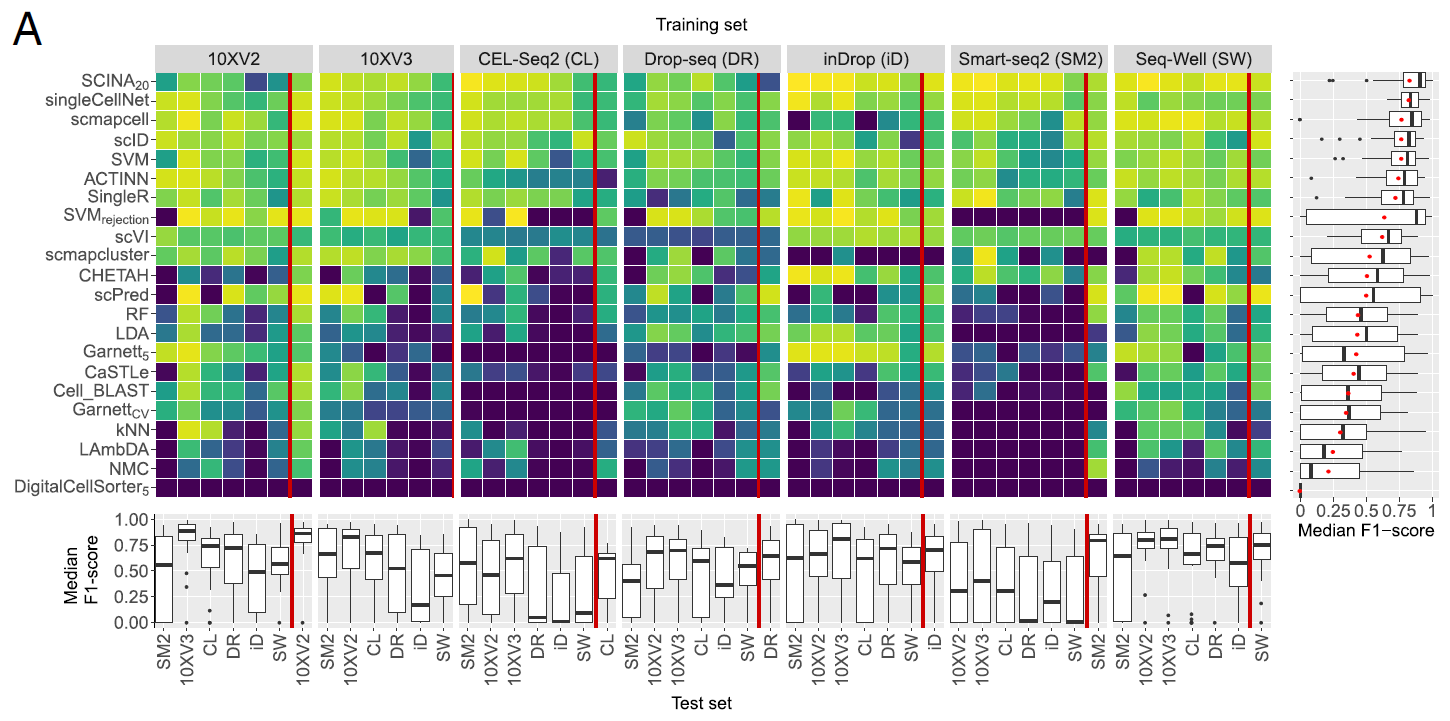 A
Training set
10XV2 10XV3 CEL-Seq2 (CL) Drop-seq (DR) inDrop (iD) Smart-seq2 (SM2) Seq-Well (SW)
SCINA20
singleCellNet
scmapcell
scID
SVM
ACTINN
SingleR
SVMrejection
scVI
scmapcluster
CHETAH
scPred
RF
LDA
Garnett5
CaSTLe
Cell_BLAST
GarnettCV
kNN
LAmbDA
NMC
DigitalCellSorter5
0 0.25 0.5 0.75 1
Median F1−score
Median
F1-score
1.00
0.75
0.50
0.25
0.00
SM2 10XV3 CL DR iD SW 10XV2 SM2 10XV2 CL DR iD SW SM2 10XV2 10XV3 DR iD SW CL SM2 10XV2 10XV3 CL iD SW DR SM2 10XV2 10XV3 CL DR SW iD 10XV2 10XV3 CL DR iD SW SM2 SM2 10XV2 10XV3 CL DR iD SW
Test set